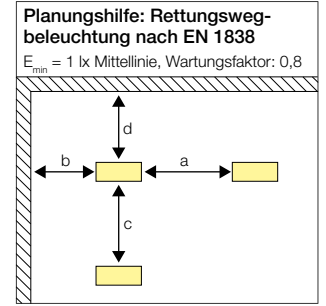 Planungshilfe: Rettungsweg-
beleuchtung nach EN 1838
Emin = 1 lx Mittellinie, Wartungsfaktor: 0,8
d
b
a
c